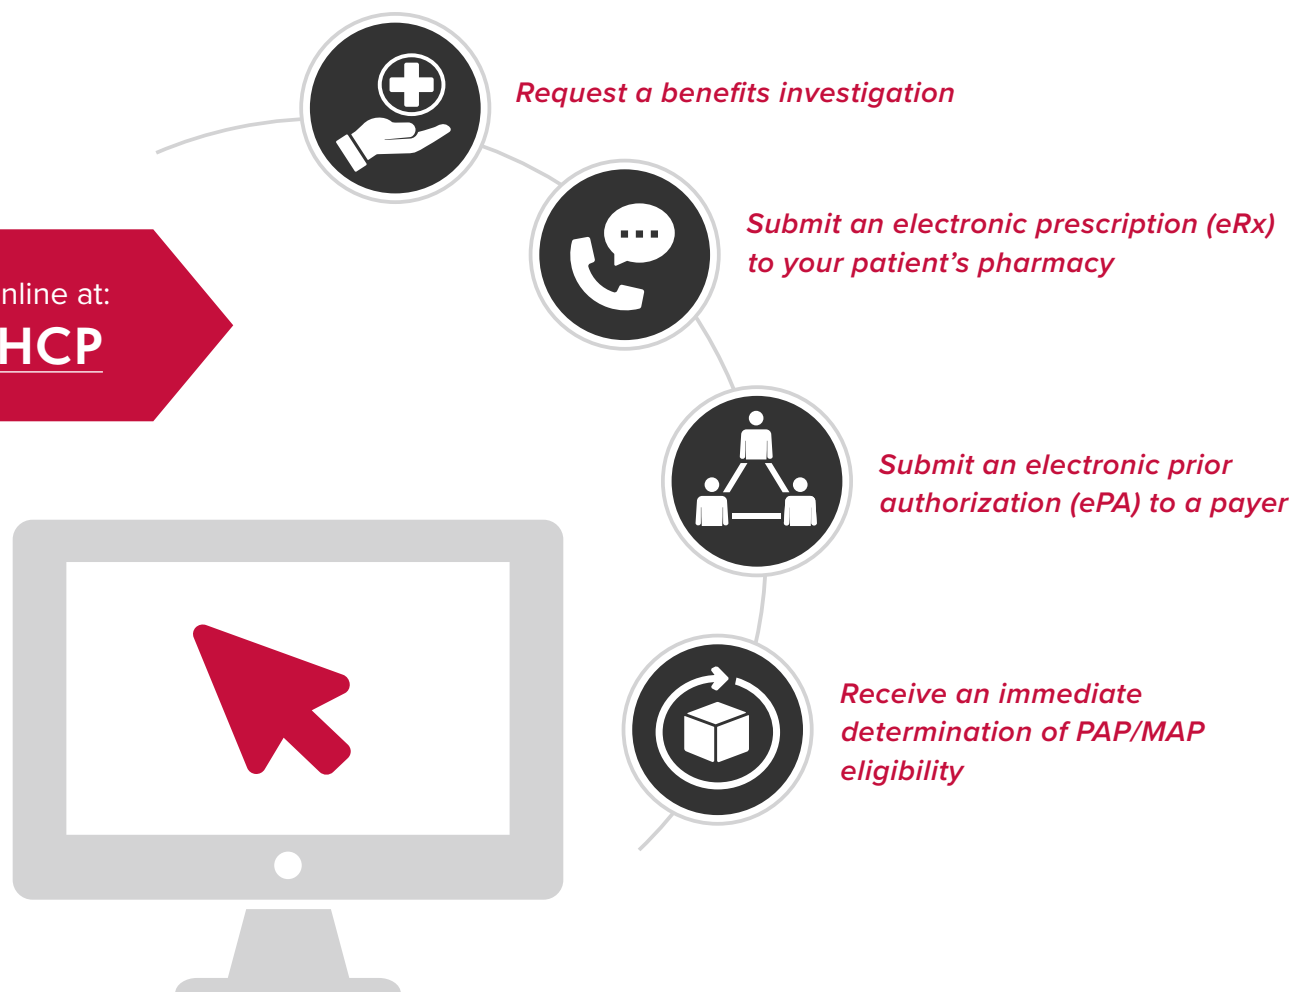 Request a benefits investigation
Submit an electronic prescription (eRx)
to your patient’s pharmacy
nline at:
HCP
Submit an electronic prior
authorization (ePA) to a payer
Receive an immediate
determination of PAP/MAP
eligibility